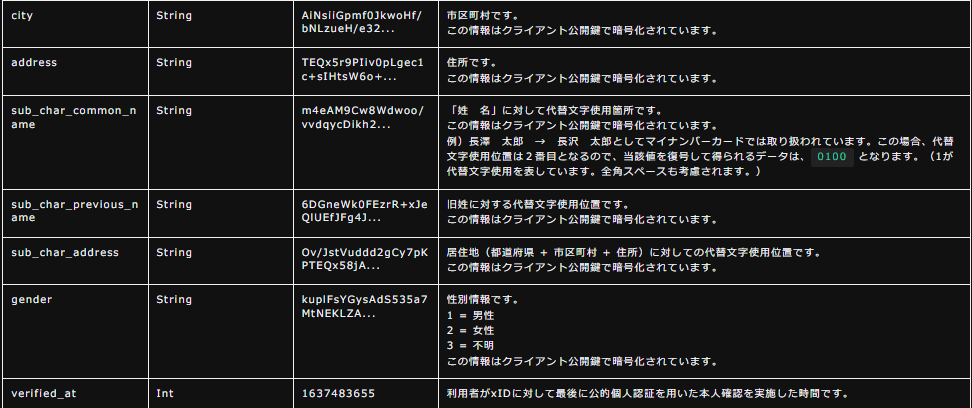 city String AiNsiiGpmf0JkwoHf/ 市区町村です。
bNLzueH/e32... この情報はクライアント公開鍵で暗号化されています。
address String TEQx5r9PIiv0pLgec1 住所です。
c+sIHtsW6o+... この情報はクライアント公開鍵で暗号化されています。
sub_char_common_n String m4eAM9Cw8Wdwoo/ 「姓　名」に対して代替文字使用箇所です。
ame vvdqycDikh2... この情報はクライアント公開鍵で暗号化されています。
例）長澤　太郎　→　長沢　太郎としてマイナンバーカードでは取り扱われています。この場合、代替
文字使用位置は２番目となるので、当該値を復号して得られるデータは、 0100 となります。（1が
代替文字使用を表しています。全角スペースも考慮されます。）
sub_char_previous_n String 6DGneWk0FEzrR+xJe 旧姓に対する代替文字使用位置です。
ame QlUEfJFg4J... この情報はクライアント公開鍵で暗号化されています。
sub_char_address String Ov/JstVuddd2gCy7pK 居住地（都道府県 + 市区町村 + 住所）に対しての代替文字使用位置です。
PTEQx58jA... この情報はクライアント公開鍵で暗号化されています。
gender String kuplFsYGysAdS535a7 性別情報です。
MtNEKLZA... 1 = 男性
2 = 女性
3 = 不明
この情報はクライアント公開鍵で暗号化されています。
verified_at Int 1637483655 利用者がxIDに対して最後に公的個人認証を用いた本人確認を実施した時間です。